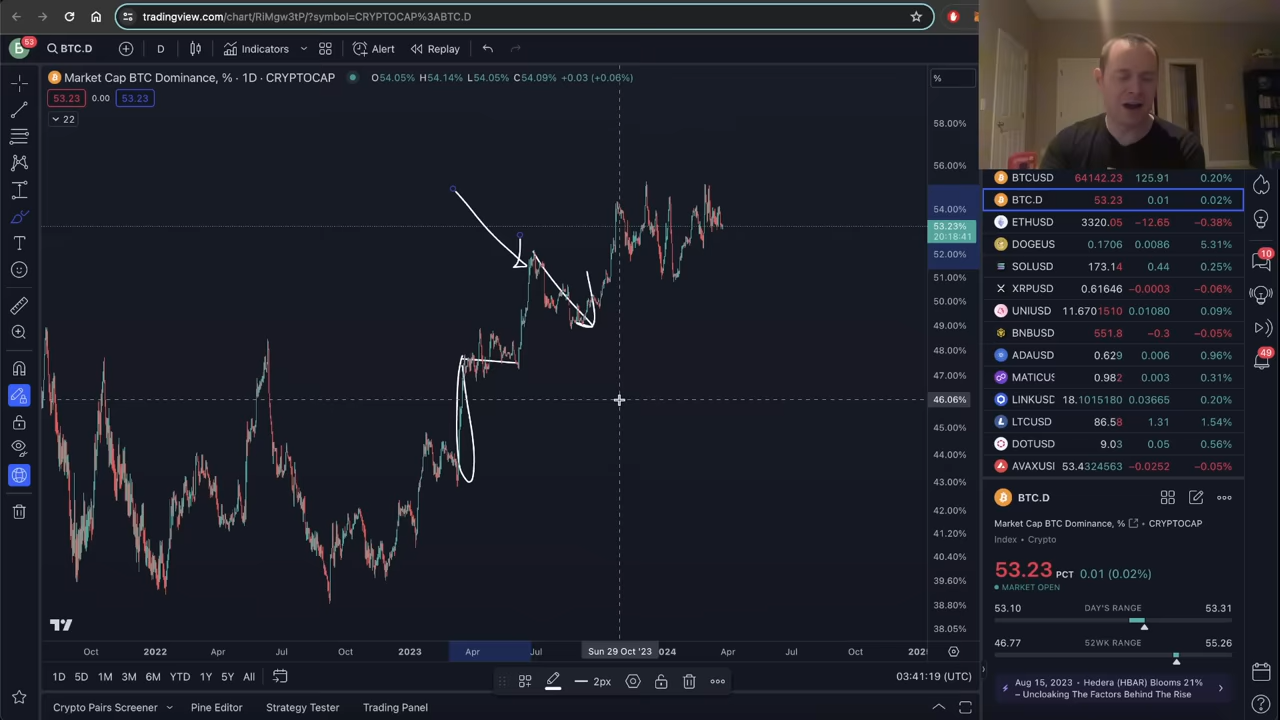 tradingview.com/chart/RiMgw3tP/?symbol=CRYPTOCAP%3ABTC.D
B 53 BTC.D D Indicators Alert Replay
Market Cap BTC Dominance, % · 1D · CRYPTOCAP O54.05% H54.14% L54.05% C54.09% +0.03 (+0.06%) %
53.23 0.00 53.23
22
58.00%
56.00%
54.00%
53.23%
20:18:41
52.00%
51.00%
50.00%
49.00%
48.00%
47.00%
46.06%
45.00%
44.00%
43.00%
42.00%
41.20%
40.40%
39.60%
38.80%
38.05%
Oct 2022 Apr Jul Oct 2023 Apr Jul Sun 29 Oct '23 2024 Apr Jul Oct
1D 5D 1M 3M 6M YTD 1Y 5Y All 2px 03:41:19 (UTC)
Crypto Pairs Screener Pine Editor Strategy Tester Trading Panel
BTCUSD 64142.23 125.91 0.20%
BTC.D 53.23 0.01 0.02%
ETHUSD 3320.05 −12.65 −0.38%
DOGEUS 0.1706 0.0086 5.31%
SOLUSD 173.14 0.44 0.25%
XRPUSD 0.61646 −0.0003 −0.06%
UNIUSD 11.671510 0.01080 0.09%
BNBUSD 551.8 −0.3 −0.05%
ADAUSD 0.629 0.006 0.96%
MATICUS 0.982 0.003 0.31%
LINKUSD 18.1015180 0.03665 0.20%
LTCUSD 86.58 1.31 1.54%
DOTUSD 9.03 0.05 0.56%
AVAXUSI 53.4324563 −0.0252 −0.05%
BTC.D
Market Cap BTC Dominance, % · CRYPTOCAP
Index · Crypto
53.23 PCT 0.01 (0.02%)
MARKET OPEN
53.10 DAY'S RANGE 53.31
46.77 52WK RANGE 55.26
Aug 15, 2023 · Hedera (HBAR) Blooms 21%
– Uncloaking The Factors Behind The Rise
10
49